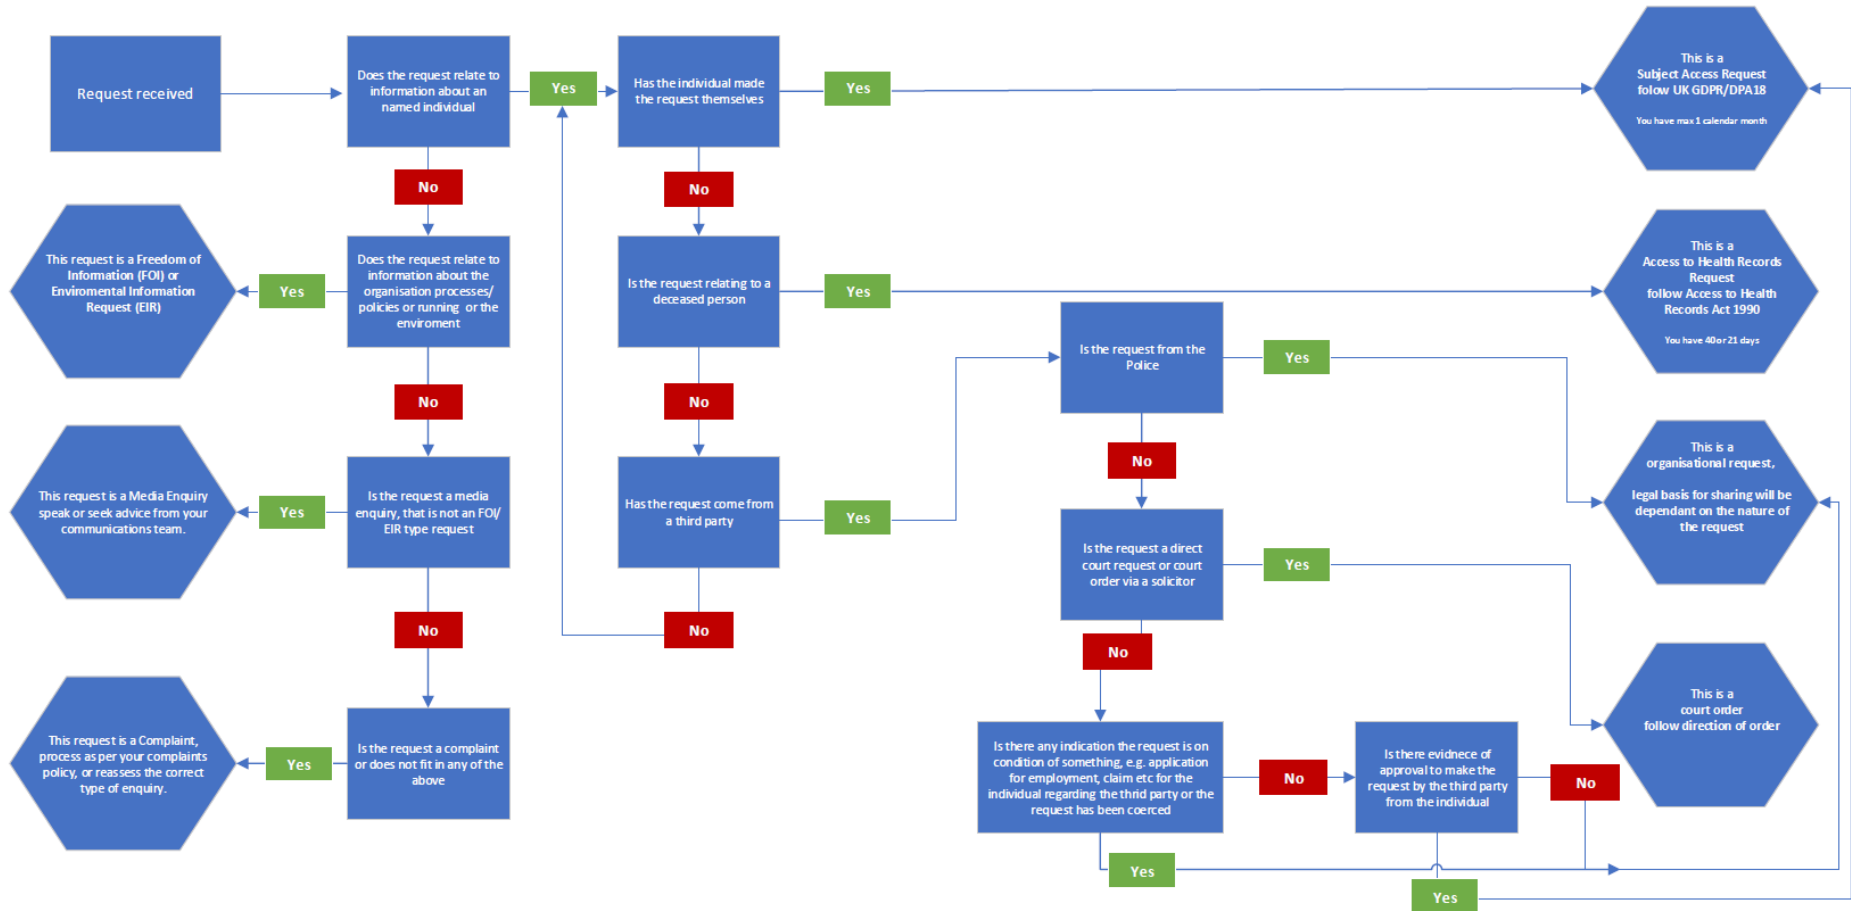 Request received
Does the request relate to
information about an
named individual
Yes
Has the individual made
the request themselves
Yes
This is a
Subject Access Request
folow UK GDPR/DPA18
You have max 1 calendar month
No
No
This request is a Freedom of
Information (FOI) or
Enviromental Information
Request (EIR)
Yes
Does the request relate to
information about the
organisation processes/
policies or running or the
enviroment
Is the request relating to a
deceased person
Yes
This is a
Access to Health Records
Request
follow Access to Health
Records Act 1990
You have 40 or 21 days
Is the request from the
Police
Yes
No
No
No
This request is a Media Enquiry
speak or seek advice from your
communications team.
Yes
Is the request a media
enquiry, that is not an FOI/
EIR type request
Has the request come from
a third party
Yes
This is a
organisational request,
legal basis for sharing will be
dependant on the nature of
the request
Is the request a direct
court request or court
order via a solicitor
Yes
No
No
No
This request is a Complaint,
process as per your complaints
policy, or reassess the correct
type of enquiry.
Yes
Is the request a complaint
or does not fit in any of the
above
This is a
court order
follow direction of order
Is there any indication the request is on
condition of something, e.g. application
for employment, claim etc for the
individual regarding the third party or the
request has been coerced
No
Is there evidnece of
approval to make the
request by the third party
from the individual
No
Yes
Yes